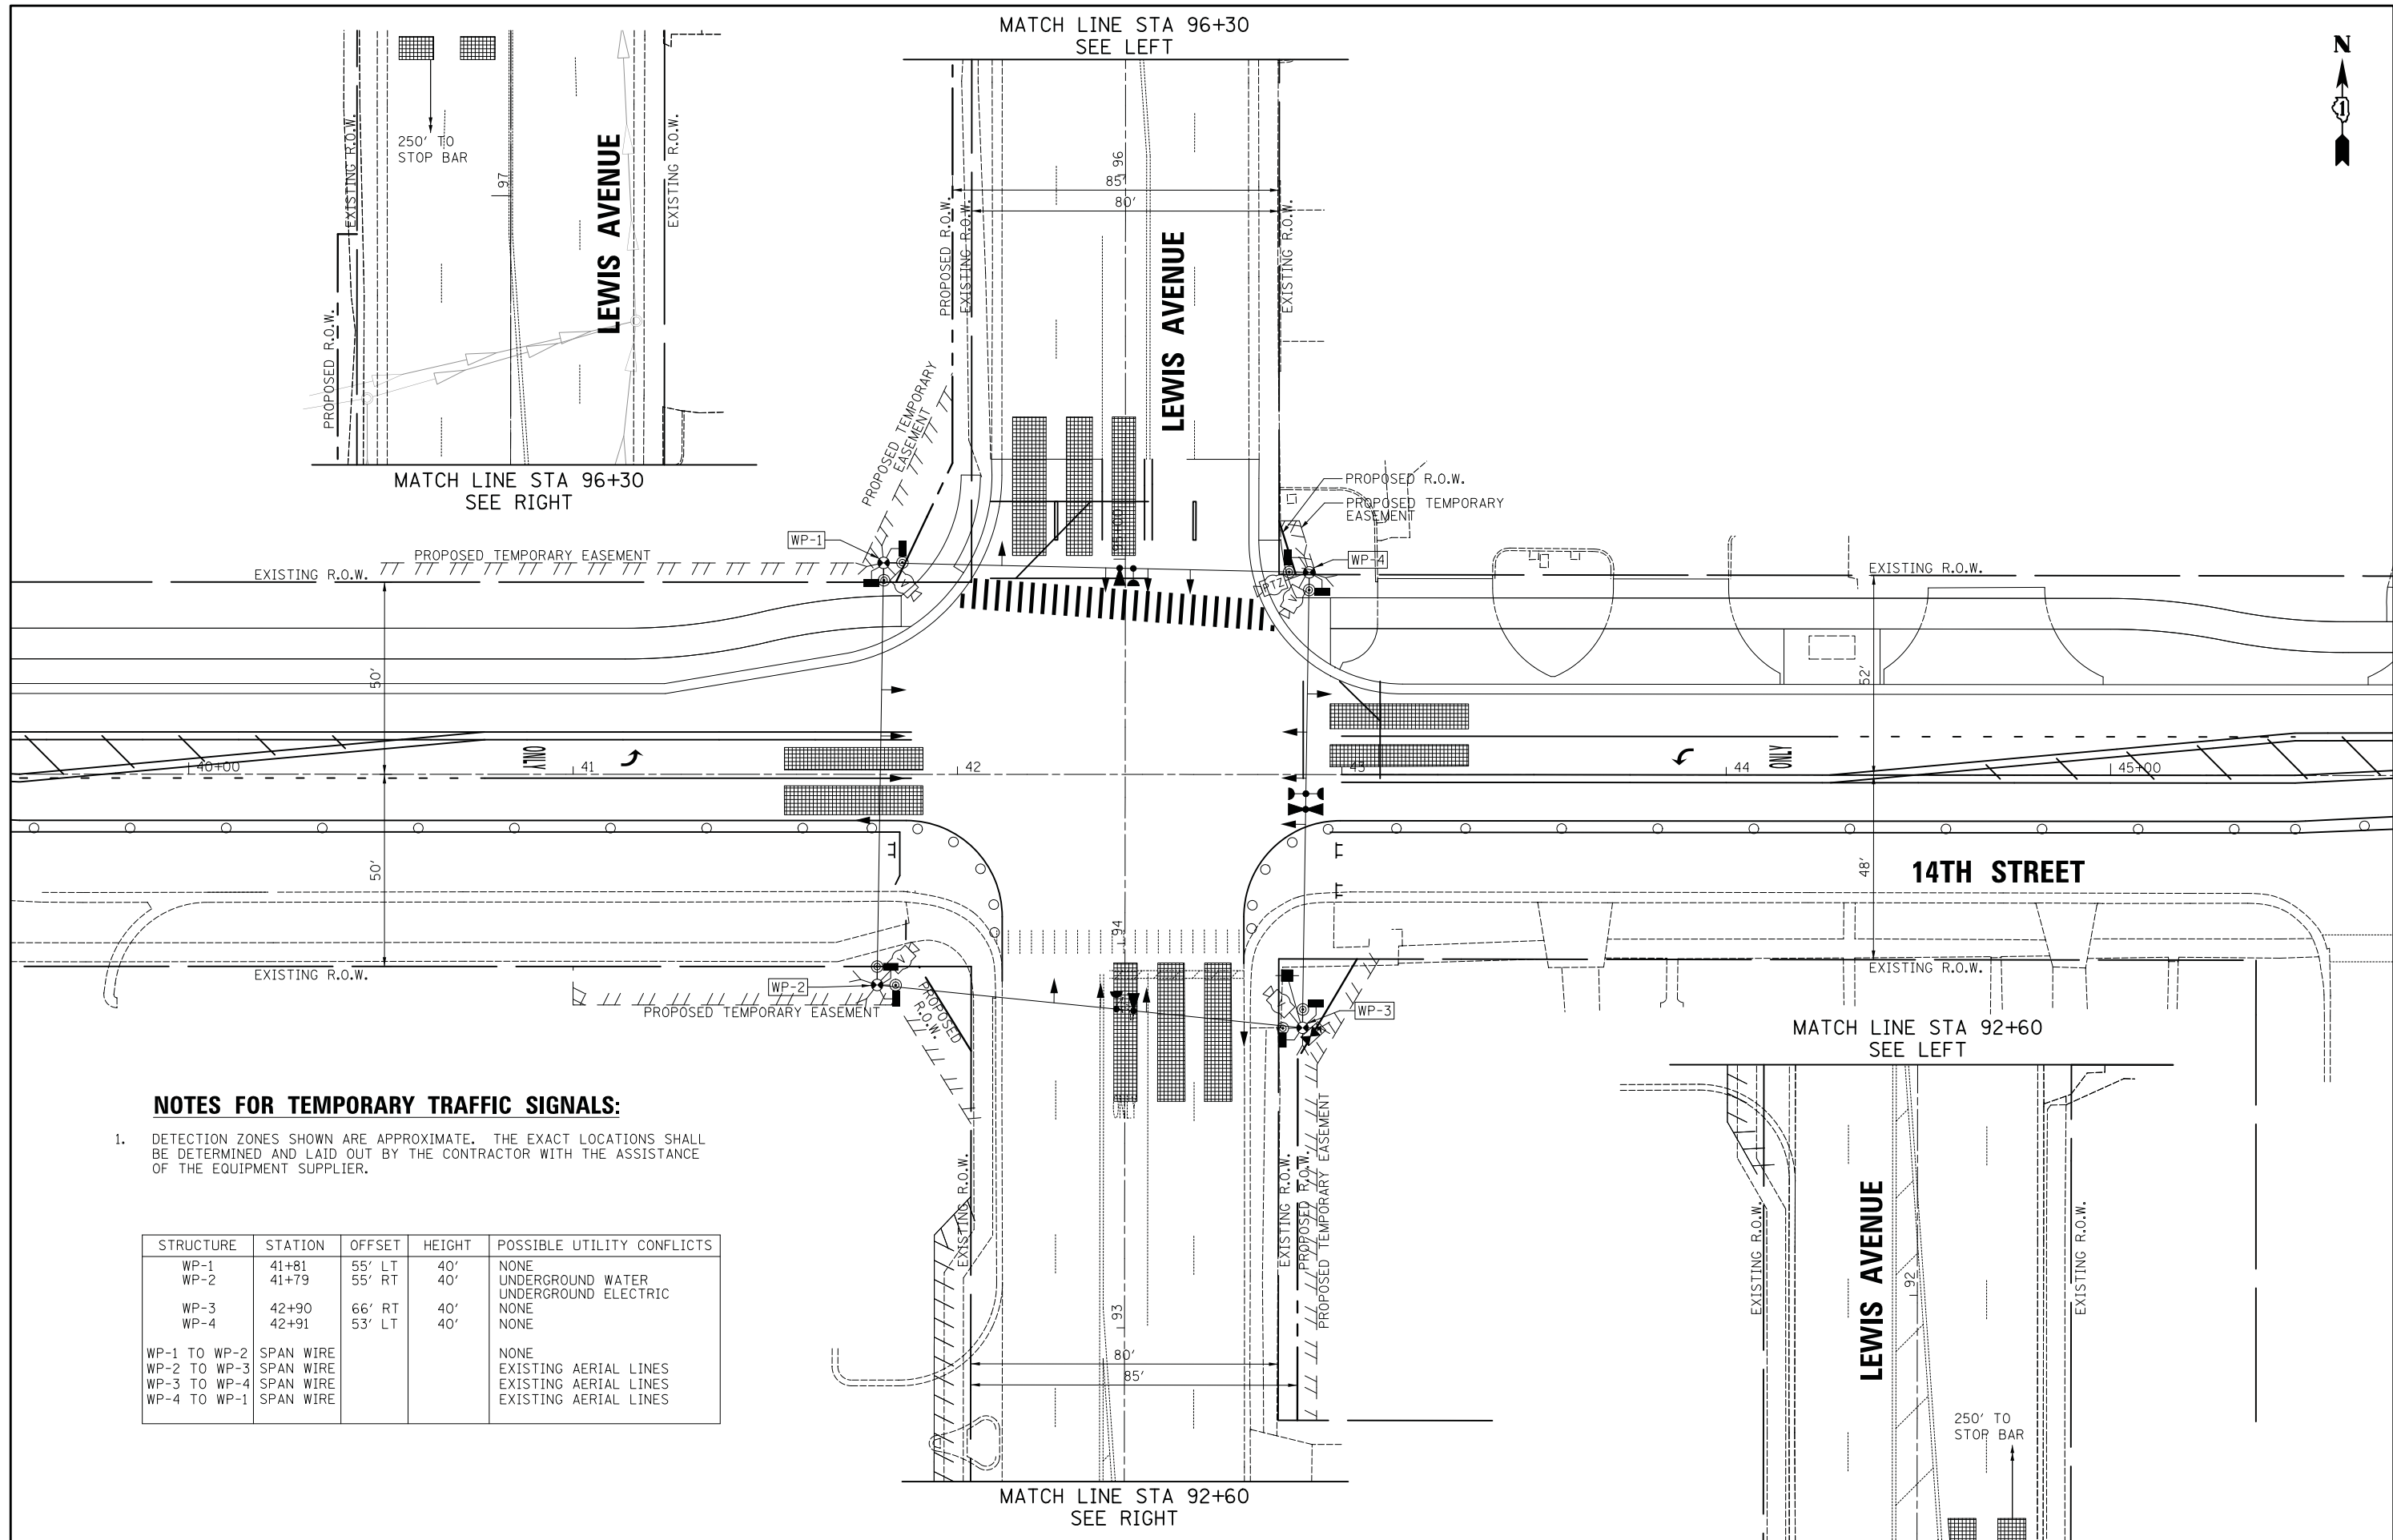 MATCH LINE STA 96+30
SEE LEFT
N
1
250' TO
STOP BAR
97
LEWIS AVENUE
EXISTING R.O.W.
EXISTING R.O.W.
PROPOSED R.O.W.
MATCH LINE STA 96+30
SEE RIGHT
96
85'
80'
PROPOSED R.O.W.
EXISTING R.O.W.
LEWIS AVENUE
EXISTING R.O.W.
PROPOSED TEMPORARY
EASEMENT
PROPOSED R.O.W.
PROPOSED TEMPORARY
EASEMENT
WP-1
WP-4
PTZ
V
V
PROPOSED TEMPORARY EASEMENT
EXISTING R.O.W.
EXISTING R.O.W.
50'
52'
ONLY
40+00
41
42
43
44
ONLY
45+00
50'
48'
14TH STREET
94
EXISTING R.O.W.
EXISTING R.O.W.
V
V
WP-2
WP-3
PROPOSED TEMPORARY EASEMENT
PROPOSED
R.O.W.
MATCH LINE STA 92+60
SEE LEFT
NOTES FOR TEMPORARY TRAFFIC SIGNALS:
1. DETECTION ZONES SHOWN ARE APPROXIMATE. THE EXACT LOCATIONS SHALL
BE DETERMINED AND LAID OUT BY THE CONTRACTOR WITH THE ASSISTANCE
OF THE EQUIPMENT SUPPLIER.
EXISTING R.O.W.
EXISTING R.O.W.
PROPOSED R.O.W.
PROPOSED TEMPORARY EASEMENT
93
80'
85'
STRUCTURE STATION OFFSET HEIGHT POSSIBLE UTILITY CONFLICTS
WP-1 41+81 55' LT 40' NONE
WP-2 41+79 55' RT 40' UNDERGROUND WATER
UNDERGROUND ELECTRIC
WP-3 42+90 66' RT 40' NONE
WP-4 42+91 53' LT 40' NONE
WP-1 TO WP-2 SPAN WIRE NONE
WP-2 TO WP-3 SPAN WIRE EXISTING AERIAL LINES
WP-3 TO WP-4 SPAN WIRE EXISTING AERIAL LINES
WP-4 TO WP-1 SPAN WIRE EXISTING AERIAL LINES
EXISTING R.O.W.
LEWIS AVENUE
92
EXISTING R.O.W.
250' TO
STOP BAR
MATCH LINE STA 92+60
SEE RIGHT